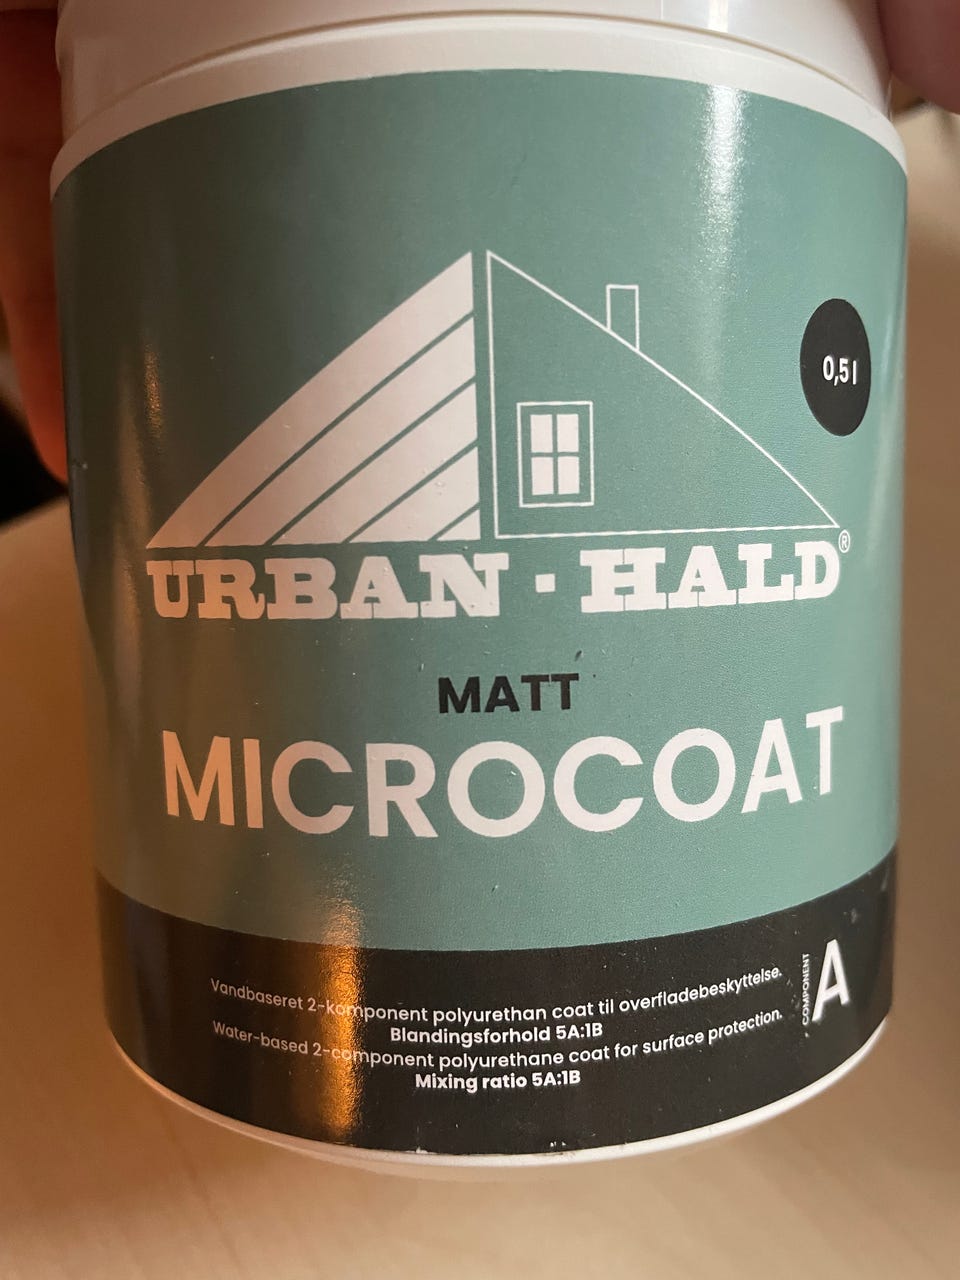 0,5 l
URBAN · HALD®
MATT
MICROCOAT
Vandbaseret 2-komponent polyurethan coat til overfladebeskyttelse.
Blandingsforhold 5A:1B
Water-based 2-component polyurethane coat for surface protection.
Mixing ratio 5A:1B
COMPONENT
A